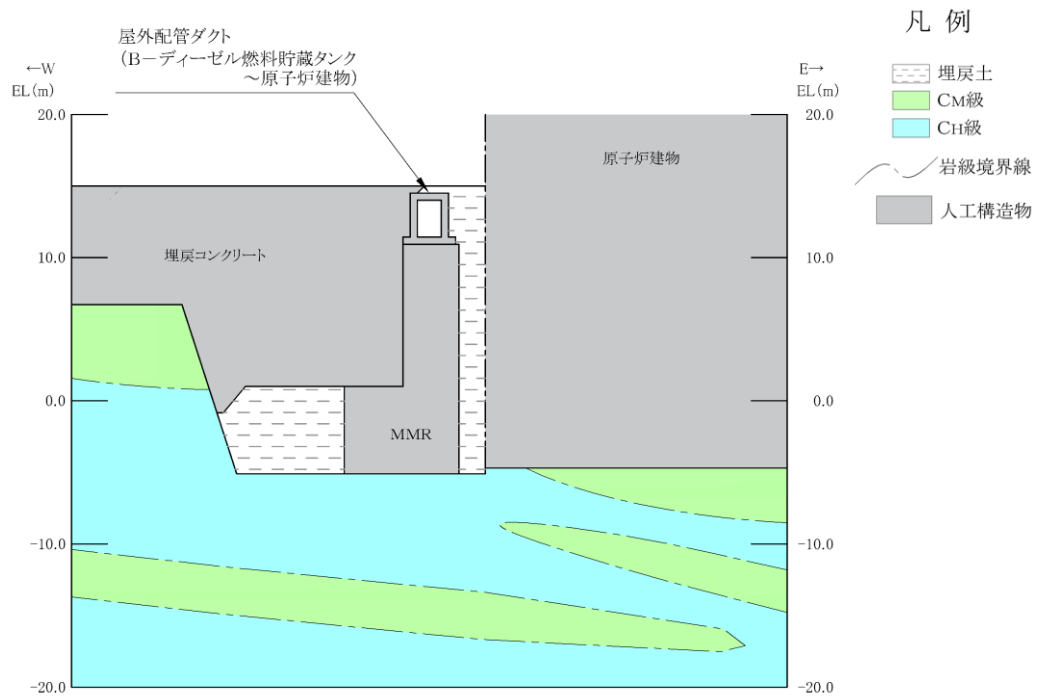 凡 例
屋外配管ダクト
(B－ディーゼル燃料貯蔵タンク
～原子炉建物)
←W
EL(m)
E→
EL(m)
埋戻土
CM級
CH級
岩級境界線
人工構造物
20.0
20.0
原子炉建物
埋戻コンクリート
10.0
10.0
0.0
0.0
MMR
-10.0
-10.0
-20.0
-20.0